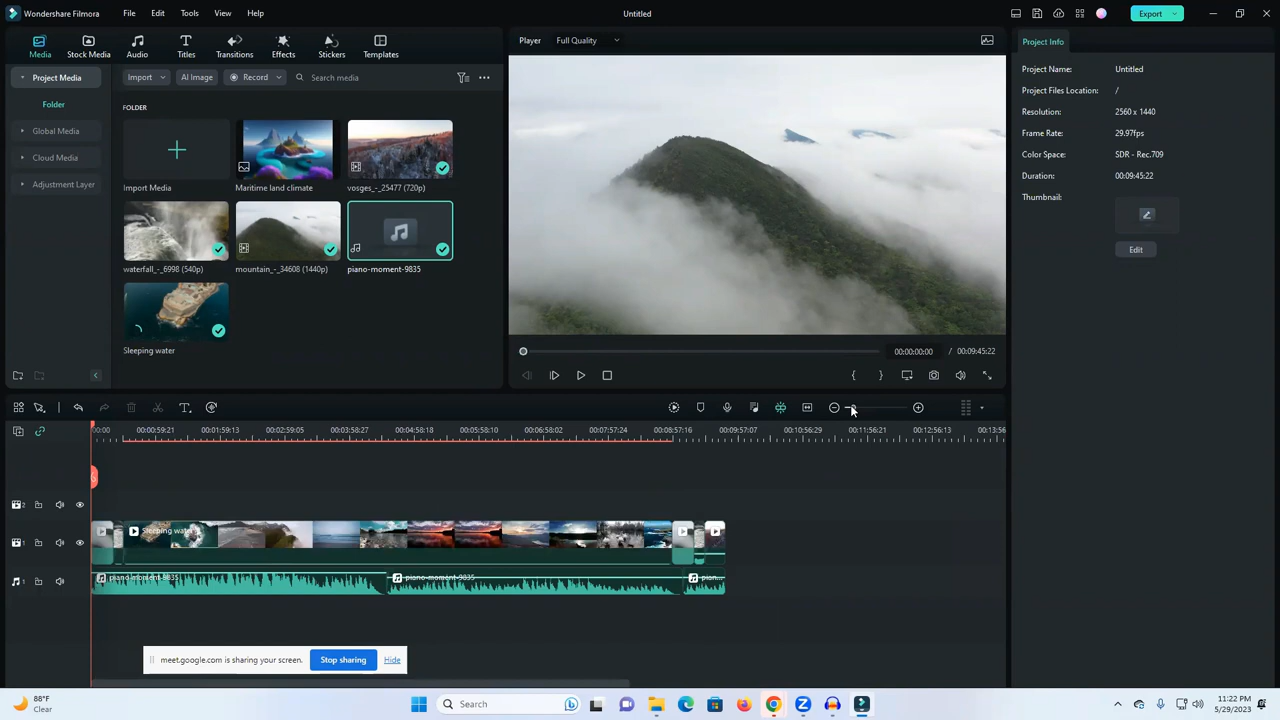 Wondershare Filmora File Edit Tools View Help Untitled Export
Media Stock Media Audio Titles Transitions Effects Stickers Templates
Player Full Quality
Project Info
Project Media
Folder
Global Media
Cloud Media
Adjustment Layer
Import AI Image Record Search media
FOLDER
Import Media Maritime land climate vosges_-_25477 (720p)
waterfall_-_6998 (540p) mountain_-_34608 (1440p) piano-moment-9835
Sleeping water
00:00:00:00 / 00:09:45:22
Project Name: Untitled
Project Files Location: /
Resolution: 2560 x 1440
Frame Rate: 29.97fps
Color Space: SDR - Rec.709
Duration: 00:09:45:22
Thumbnail:
Edit
00:00 00:00:59:21 00:01:59:13 00:02:59:05 00:03:58:27 00:04:58:18 00:05:58:10 00:06:58:02 00:07:57:24 00:08:57:16 00:09:57:07 00:10:56:29 00:11:56:21 00:12:56:13 00:13:56
2
1 Sleeping water
1 piano-moment-9835 piano-moment-9835 pian...
meet.google.com is sharing your screen. Stop sharing Hide
88°F
Clear
Search
11:22 PM
5/29/2023